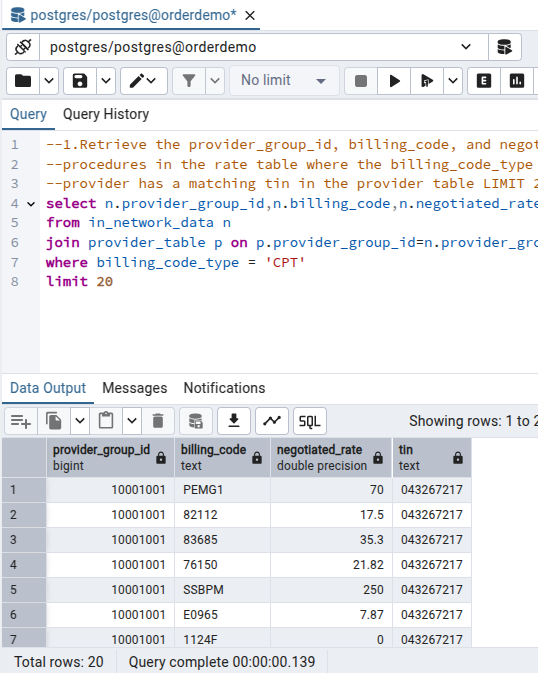 postgres/postgres@orderdemo*
postgres/postgres@orderdemo
No limit
E
Query Query History
1 --1.Retrieve the provider_group_id, billing_code, and
2 --procedures in the rate table where the billing_code_type
3 --provider has a matching tin in the provider table LIMIT
4 select n.provider_group_id,n.billing_code,n.negotiated_rate
5 from in_network_data n
6 join provider_table p on p.provider_group_id=n.
7 where billing_code_type = 'CPT'
8 limit 20
Data Output Messages Notifications
SQL Showing rows: 1 to
provider_group_id billing_code negotiated_rate tin
bigint text double precision text
1 10001001 PEMG1 70 043267217
2 10001001 82112 17.5 043267217
3 10001001 83685 35.3 043267217
4 10001001 76150 21.82 043267217
5 10001001 SSBPM 250 043267217
6 10001001 E0965 7.87 043267217
7 10001001 1124F 0 043267217
Total rows: 20 Query complete 00:00:00.139